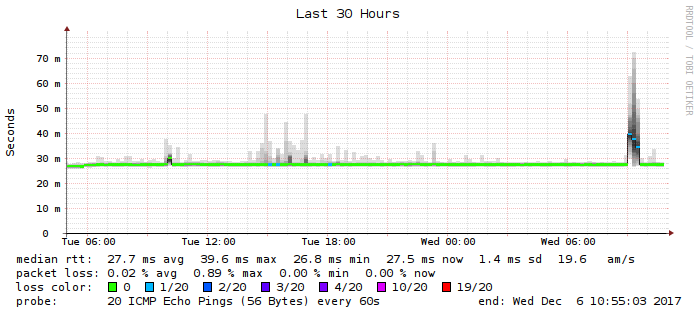 Last 30 Hours
RRDTOOL / TOBI OETIKER
Seconds
70 m
60 m
50 m
40 m
30 m
20 m
10 m
0
Tue 06:00 Tue 12:00 Tue 18:00 Wed 00:00 Wed 06:00
median rtt: 27.7 ms avg 39.6 ms max 26.8 ms min 27.5 ms now 1.4 ms sd 19.6 am/s
packet loss: 0.02 % avg 0.89 % max 0.00 % min 0.00 % now
loss color: 0 1/20 2/20 3/20 4/20 10/20 19/20
probe: 20 ICMP Echo Pings (56 Bytes) every 60s end: Wed Dec 6 10:55:03 2017